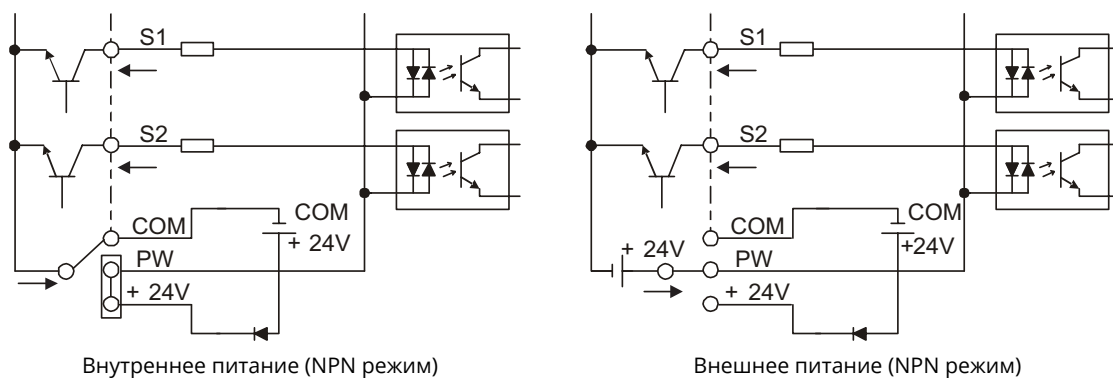 S1
S2
COM
COM
+ 24V
PW
+ 24V
Внутреннее питание (NPN режим)
S1
S2
COM
COM
+24V
+ 24V
PW
+ 24V
Внешнее питание (NPN режим)